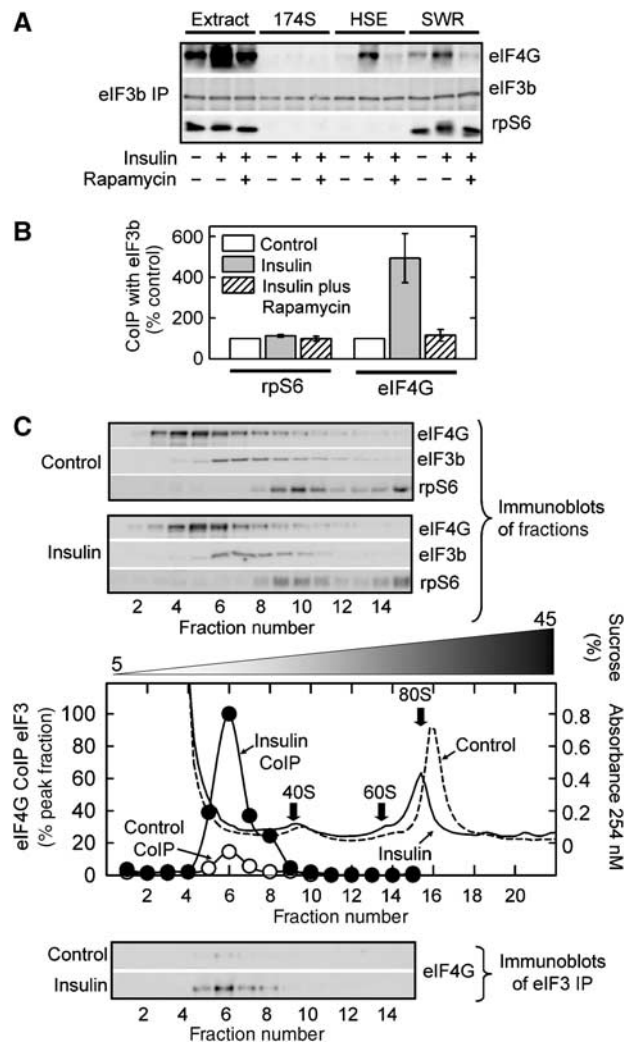 A
Extract 174S HSE SWR
eIF4G
eIF3b IP
eIF3b
rpS6
Insulin – + + – + + – + + – + +
Rapamycin – – + – – + – – + – – +
B
CoIP with eIF3b
(% control)
600
400
200
0
Control
Insulin
Insulin plus
Rapamycin
rpS6 eIF4G
C
Control
eIF4G
eIF3b
rpS6
Insulin
eIF4G
eIF3b
rpS6
Immunoblots
of fractions
2 4 6 8 10 12 14
Fraction number
5 45
Sucrose
(%)
eIF4G CoIP eIF3
(% peak fraction)
100
80
60
40
20
0
Insulin
CoIP
Control
CoIP
40S
60S
80S
Control
Insulin
0.8
0.6
0.4
0.2
0
Absorbance 254 nM
2 4 6 8 10 12 14 16 18 20
Fraction number
Control
Insulin
eIF4G
Immunoblots
of eIF3 IP
2 4 6 8 10 12 14
Fraction number